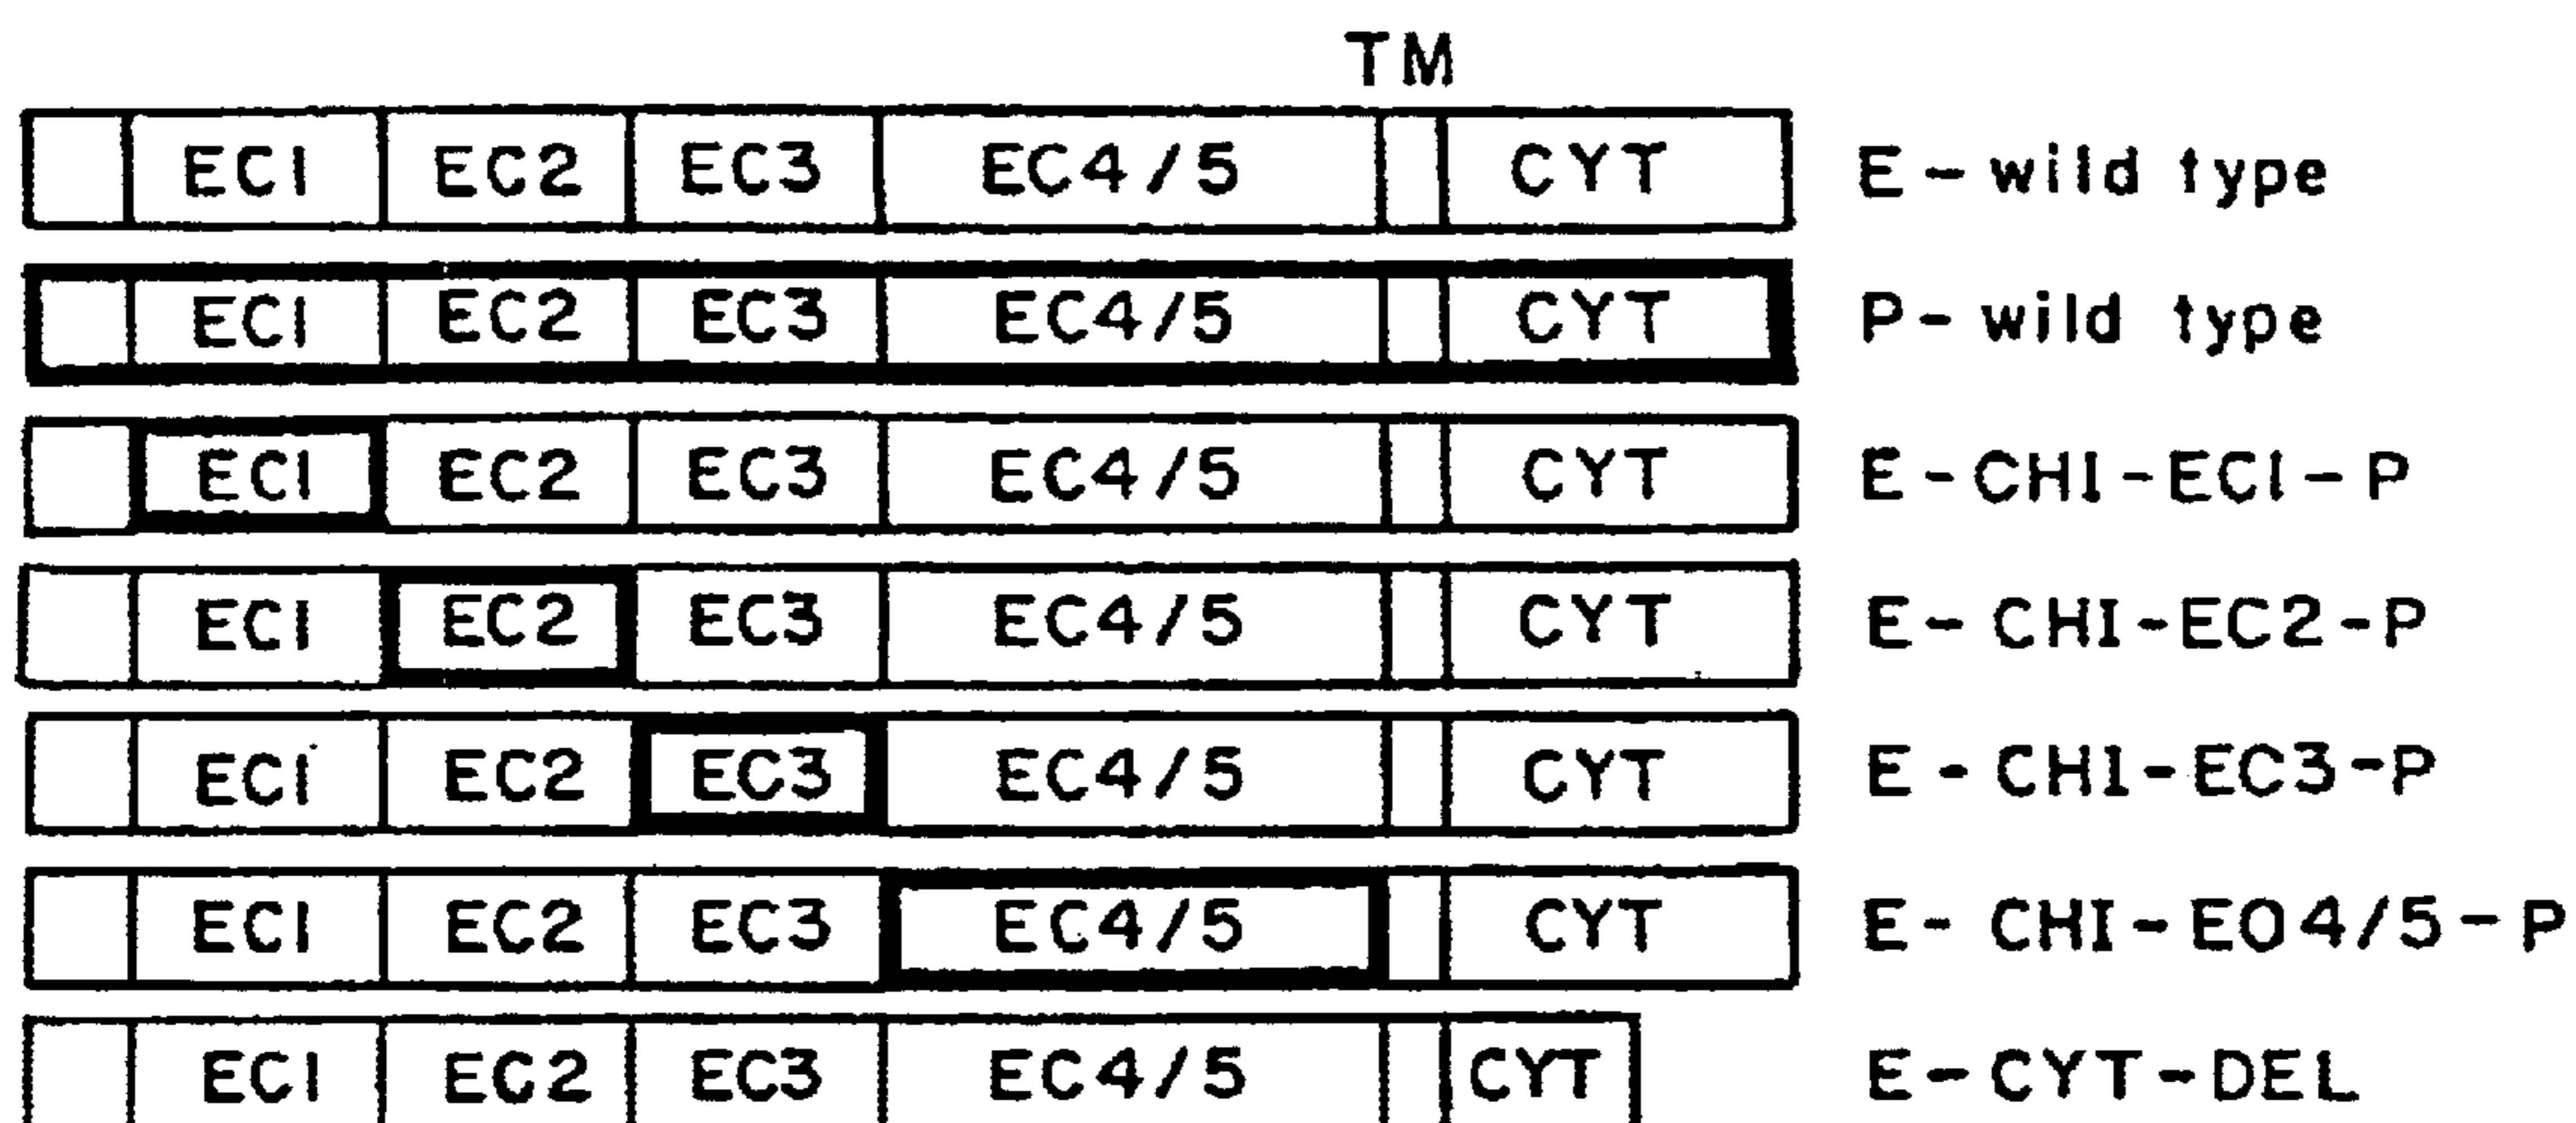 TM
EC1 EC2 EC3 EC4/5 CYT E-wild type
EC1 EC2 EC3 EC4/5 CYT P-wild type
EC1 EC2 EC3 EC4/5 CYT E-CHI-EC1-P
EC1 EC2 EC3 EC4/5 CYT E-CHI-EC2-P
EC1 EC2 EC3 EC4/5 CYT E-CHI-EC3-P
EC1 EC2 EC3 EC4/5 CYT E-CHI-EO4/5-P
EC1 EC2 EC3 EC4/5 CYT E-CYT-DEL